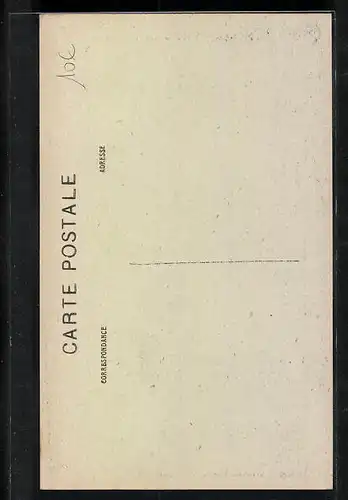 10€
CARTE POSTALE
CORRESPONDANCE
ADRESSE